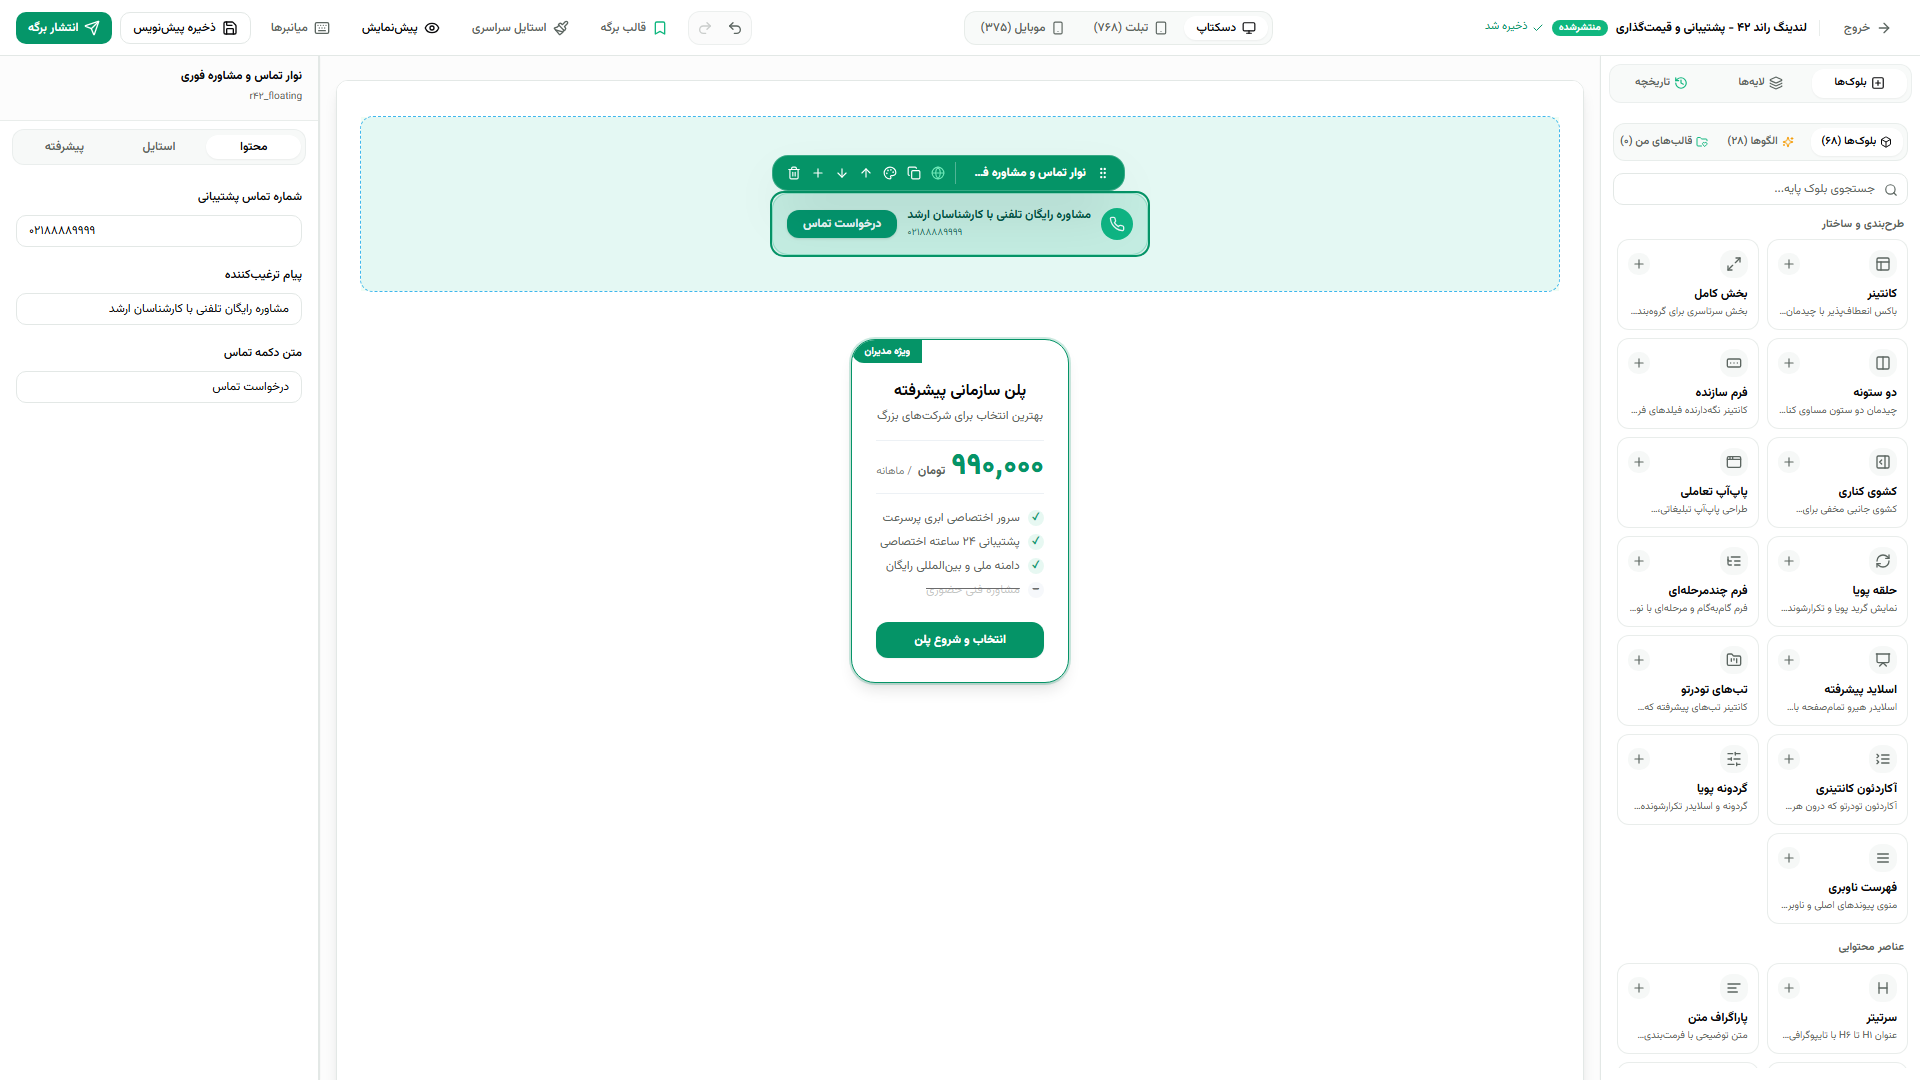 خروج
لندینگ راند ۴۲ - پشتیبانی و قیمت‌گذاری
منتشرشده
ذخیره شد
دسکتاپ
تبلت (۷۶۸)
موبایل (۳۷۵)
قالب برگه
استایل سراسری
پیش‌نمایش
میانبرها
ذخیره پیش‌نویس
انتشار برگه
بلوک‌ها
لایه‌ها
تاریخچه
بلوک‌ها (۶۸)
الگوها (۲۸)
قالب‌های من (۰)
جستجوی بلوک پایه...
طرح‌بندی و ساختار
کانتینر
باکس انعطاف‌پذیر با چیدمان...
بخش کامل
بخش سرتاسری برای گروه‌بند...
دو ستونه
چیدمان دو ستون مساوی کنا...
فرم سازنده
کانتینر نگه‌دارنده فیلدهای فر...
کشوی کناری
کشوی جانبی مخفی برای...
پاپ‌آپ تعاملی
طراحی پاپ‌آپ تبلیغاتی،...
حلقه پویا
نمایش گرید پویا و تکرارشوند...
فرم چندمرحله‌ای
فرم گام‌به‌گام و مرحله‌ای با نو...
اسلاید پیشرفته
اسلایدر هیرو تمام‌صفحه با...
تب‌های تودرتو
کانتینر تب‌های پیشرفته که...
آکاردئون کانتینری
آکاردئون تودرتو که درون هر...
گردونه پویا
گردونه و اسلایدر تکرارشونده...
فهرست ناوبری
منوی پیوندهای اصلی و ناوبر...
عناصر محتوایی
سرتیتر
عنوان H۱ تا H۶ با تایپوگرافی...
پاراگراف متن
متن توضیحی با فرمت‌بندی...
نوار تماس و مشاوره ف...
مشاوره رایگان تلفنی با کارشناسان ارشد
۰۲۱۸۸۸۸۹۹۹۹
درخواست تماس
ویژه مدیران
پلن سازمانی پیشرفته
بهترین انتخاب برای شرکت‌های بزرگ
۹۹۰,۰۰۰ تومان / ماهانه
سرور اختصاصی ابری پرسرعت
پشتیبانی ۲۴ ساعته اختصاصی
دامنه ملی و بین‌المللی رایگان
مشاوره فنی حضوری
انتخاب و شروع پلن
نوار تماس و مشاوره فوری
r۴۲_floating
محتوا
استایل
پیشرفته
شماره تماس پشتیبانی
۰۲۱۸۸۸۸۹۹۹۹
پیام ترغیب‌کننده
مشاوره رایگان تلفنی با کارشناسان ارشد
متن دکمه تماس
درخواست تماس